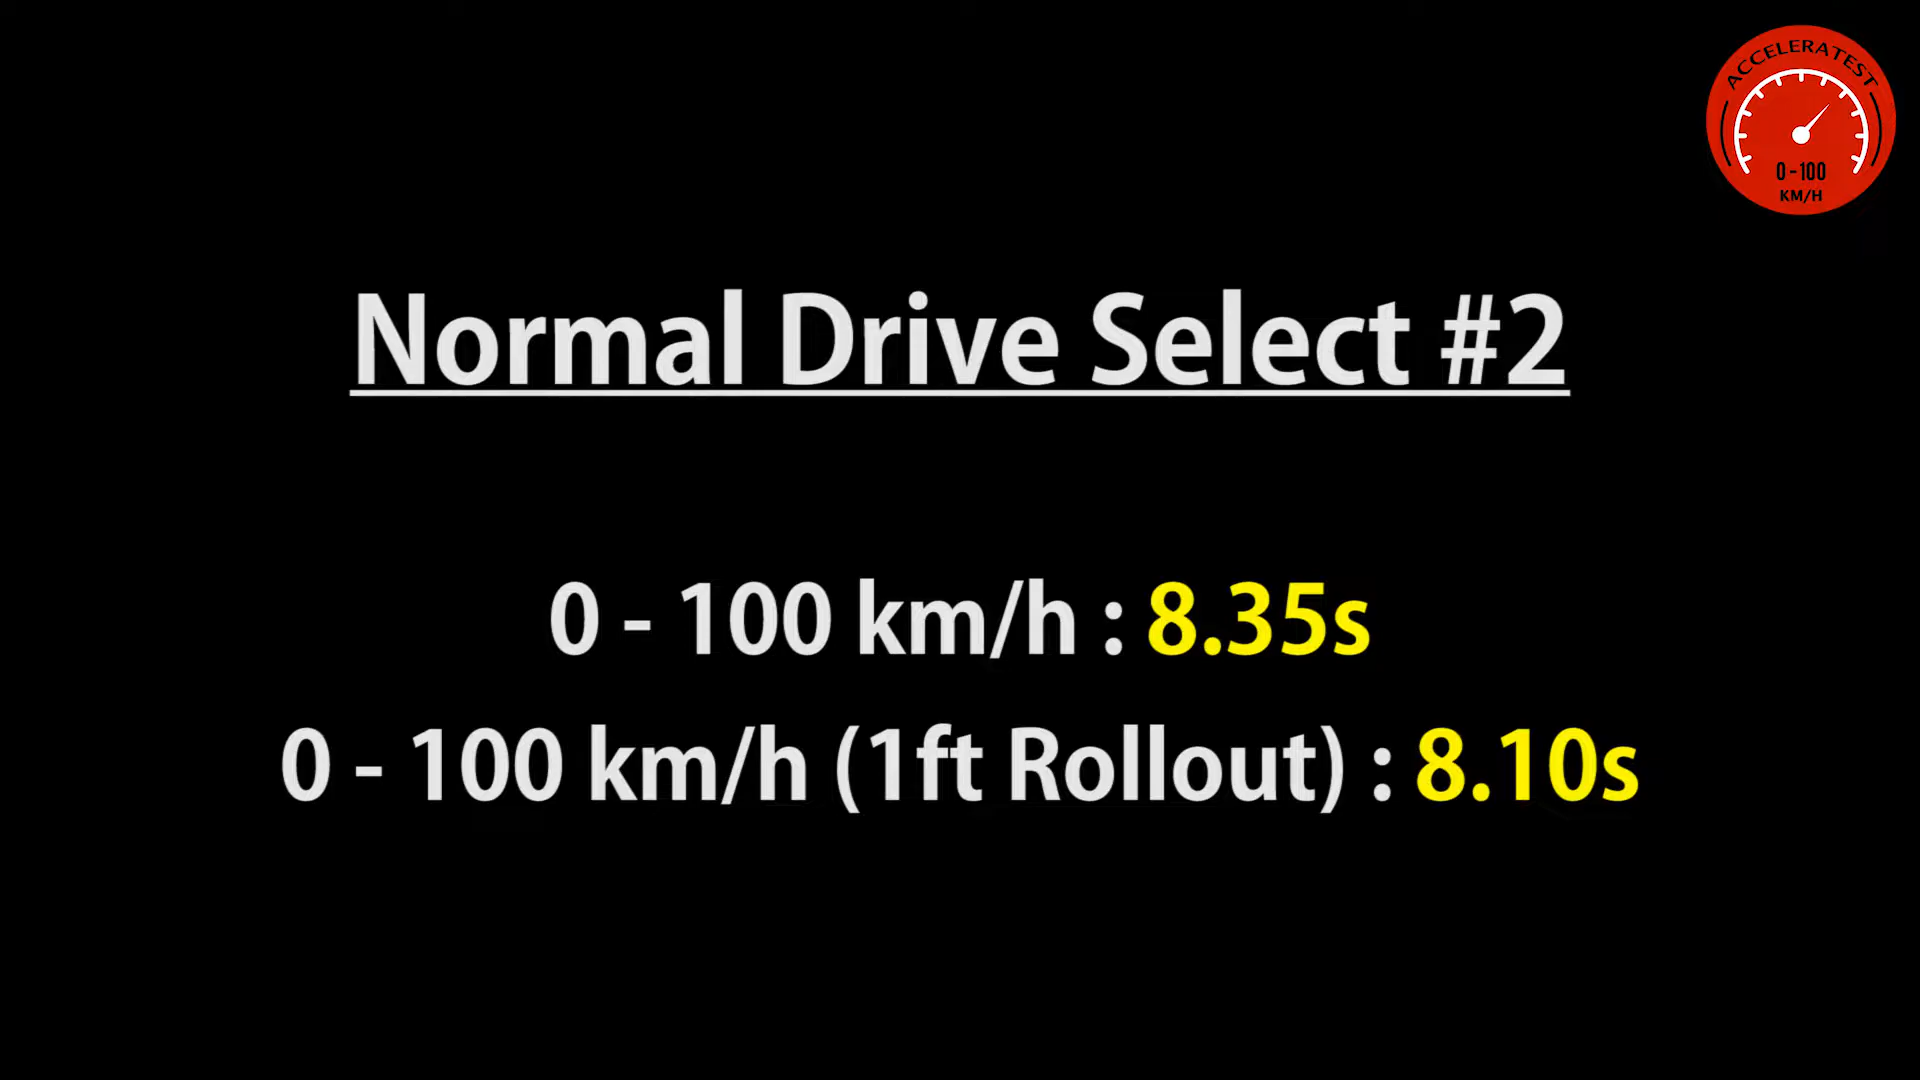 ACCELERATEST
0-100
KM/H
Normal Drive Select #2
0 - 100 km/h : 8.35s
0 - 100 km/h (1ft Rollout) : 8.10s